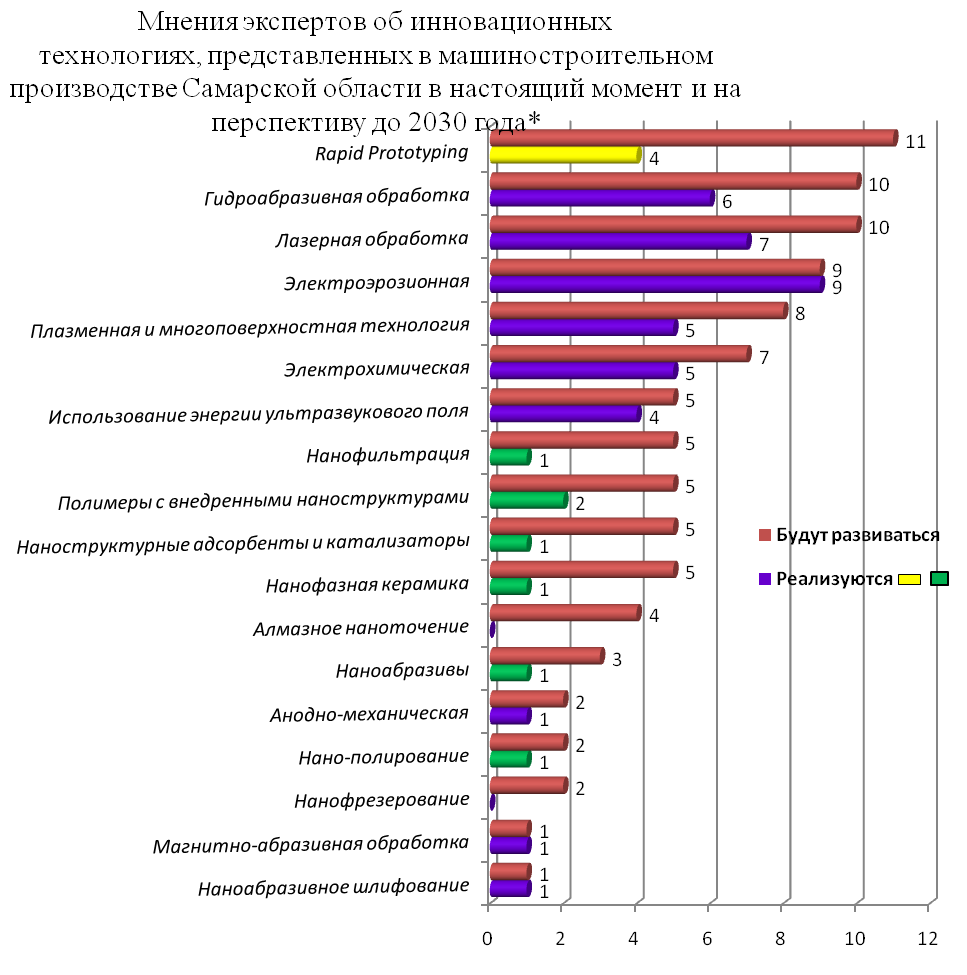 Мнения экспертов об инновационных
технологиях, представленных в машиностроительном
производстве Самарской области в настоящий момент и на
перспективу до 2030 года*
11
Rapid Prototyping
4
10
Гидроабразивная обработка
6
10
Лазерная обработка
7
9
Электроэрозионная
9
8
Плазменная и многоповерхностная технология
5
7
Электрохимическая
5
5
Использование энергии ультразвукового поля
4
5
Нанофильтрация
1
5
Полимеры с внедренными наноструктурами
2
5
Наноструктурные адсорбенты и катализаторы
1
5
Нанофазная керамика
1
4
Алмазное наноточение
3
Наноабразивы
1
2
Анодно-механическая
1
2
Нано-полирование
1
2
Нанофрезерование
1
Магнитно-абразивная обработка
1
1
Наноабразивное шлифование
1
Будут развиваться
Реализуются
0 2 4 6 8 10 12